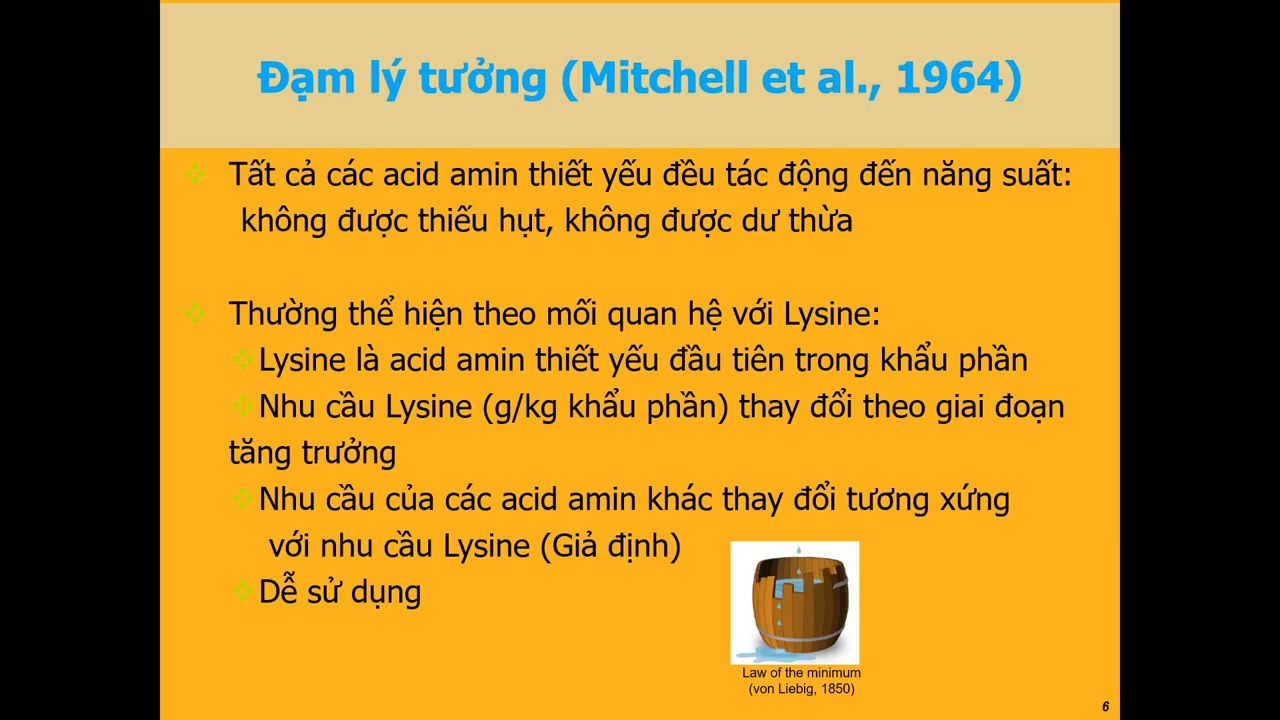 Đạm lý tưởng (Mitchell et al., 1964)
Tất cả các acid amin thiết yếu đều tác động đến năng suất:
không được thiếu hụt, không được dư thừa
Thường thể hiện theo mối quan hệ với Lysine:
Lysine là acid amin thiết yếu đầu tiên trong khẩu phần
Nhu cầu Lysine (g/kg khẩu phần) thay đổi theo giai đoạn
tăng trưởng
Nhu cầu của các acid amin khác thay đổi tương xứng
với nhu cầu Lysine (Giả định)
Dễ sử dụng
Law of the minimum
(von Liebig, 1850)
6